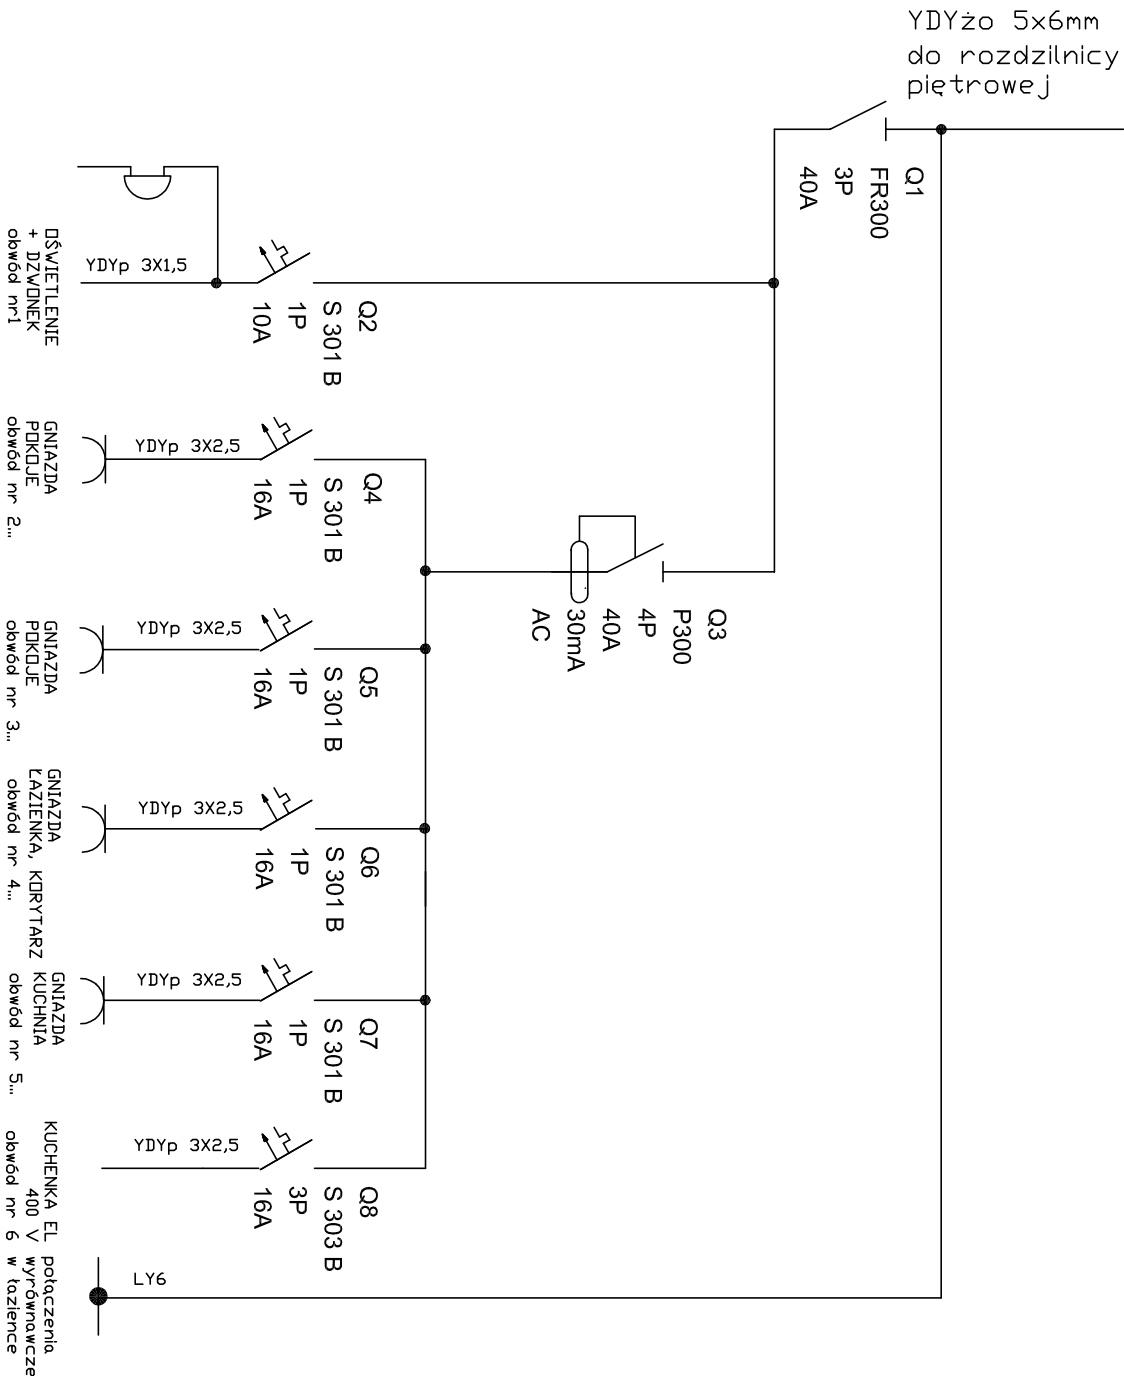 YDYżo 5x6mm
do rozdzilnicy
piętrowej
Q1
FR300
3P
40A
OŚWIETLENIE
+ DZWONEK
obwód nr1
YDYp 3X1,5
Q2
S 301 B
1P
10A
GNIAZDA
POKOJE
obwód nr 2...
YDYp 3X2,5
Q4
S 301 B
1P
16A
Q3
P300
4P
40A
30mA
AC
GNIAZDA
POKOJE
obwód nr 3...
YDYp 3X2,5
Q5
S 301 B
1P
16A
GNIAZDA
ŁAZIENKA, KORYTARZ
obwód nr 4...
YDYp 3X2,5
Q6
S 301 B
1P
16A
GNIAZDA
KUCHNIA
obwód nr 5...
YDYp 3X2,5
Q7
S 301 B
1P
16A
KUCHENKA EL
400 V
obwód nr 6
YDYp 3X2,5
Q8
S 303 B
3P
16A
połączenia
wyrównawcze
w łazience
LY6